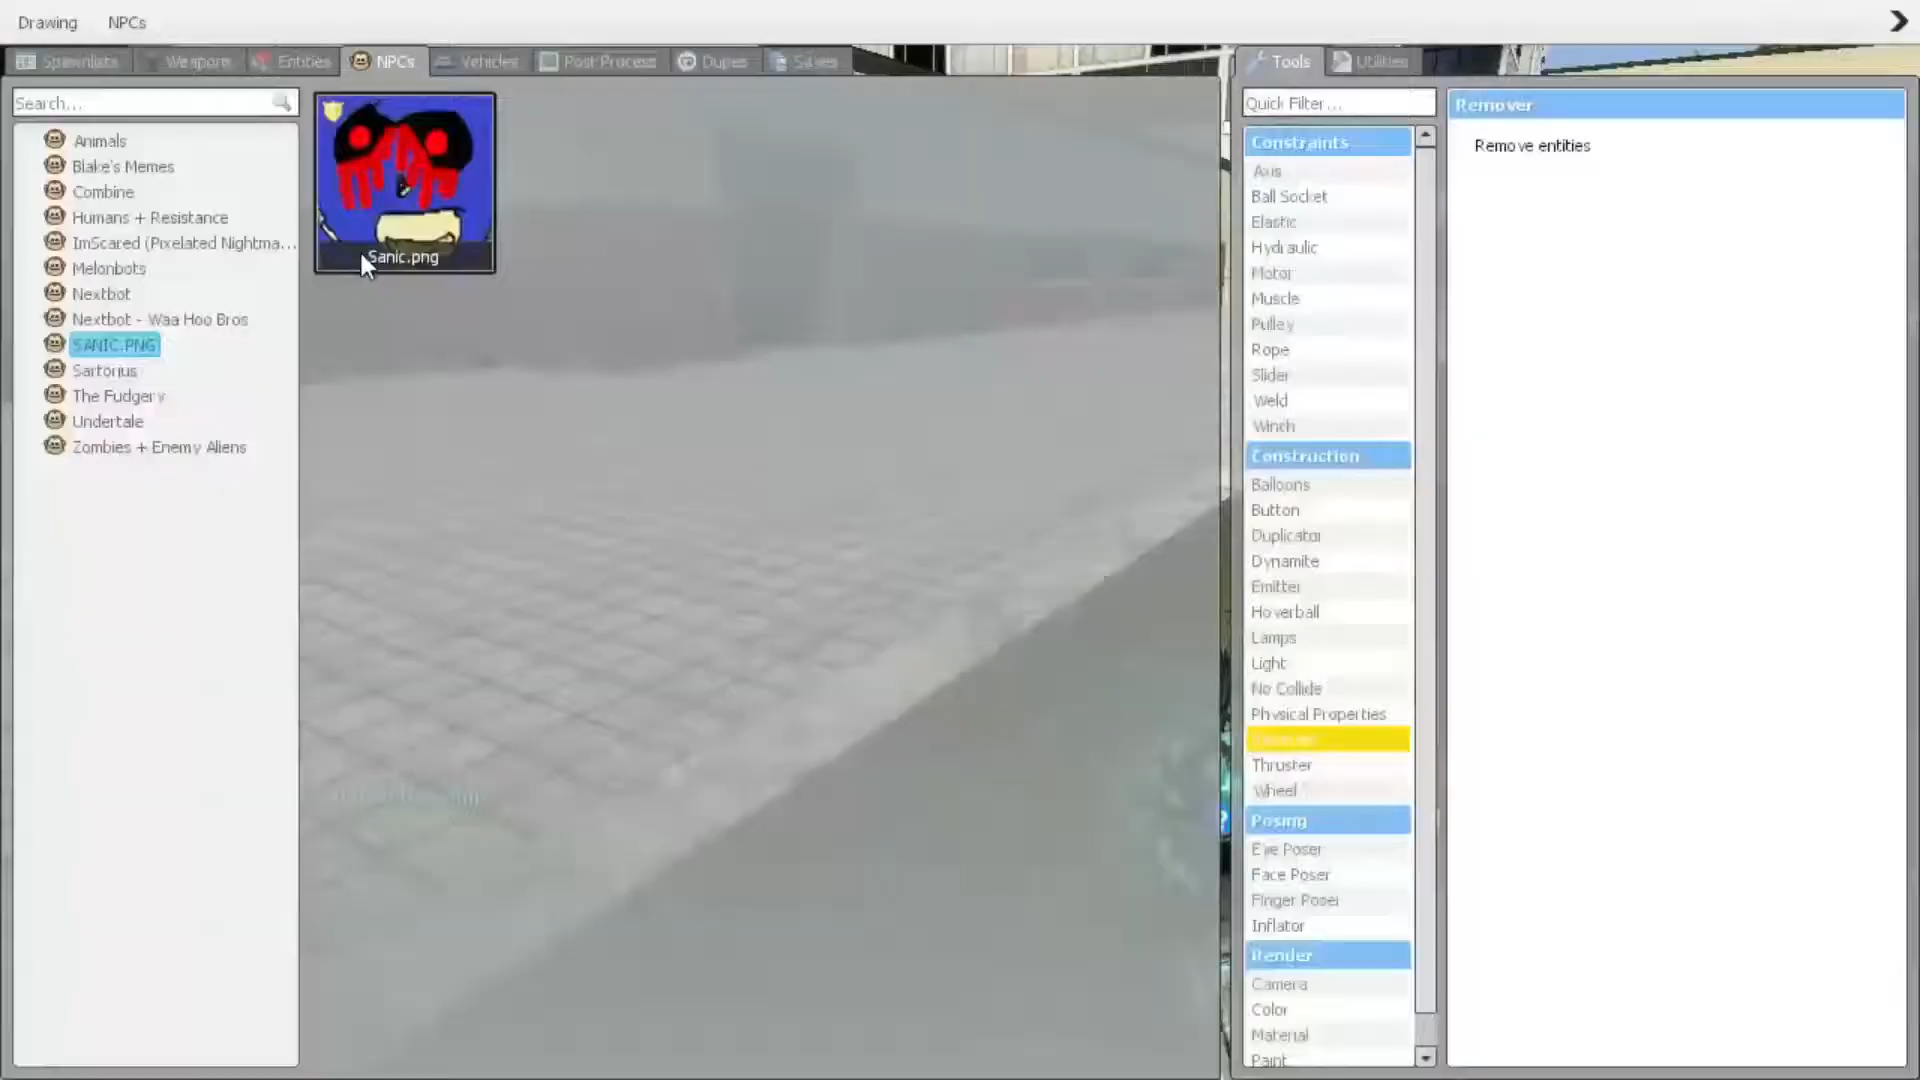 Drawing NPCs
Spawnlists Weapons Entities NPCs Vehicles Post Process Dupes Saves
Tools Utilities
Search...
Animals
Blake's Memes
Combine
Humans + Resistance
ImScared (Pixelated Nightma...
Melonbots
Nextbot
Nextbot - Waa Hoo Bros
SANIC.PNG
Sartorius
The Fudgery
Undertale
Zombies + Enemy Aliens
Sanic.png
Quick Filter...
Constraints
Axis
Ball Socket
Elastic
Hydraulic
Motor
Muscle
Pulley
Rope
Slider
Weld
Winch
Construction
Balloons
Button
Duplicator
Dynamite
Emitter
Hoverball
Lamps
Light
No Collide
Physical Properties
Thruster
Wheel
Posing
Eye Poser
Face Poser
Finger Poser
Inflator
Render
Camera
Color
Material
Paint
Remover
Remove entities